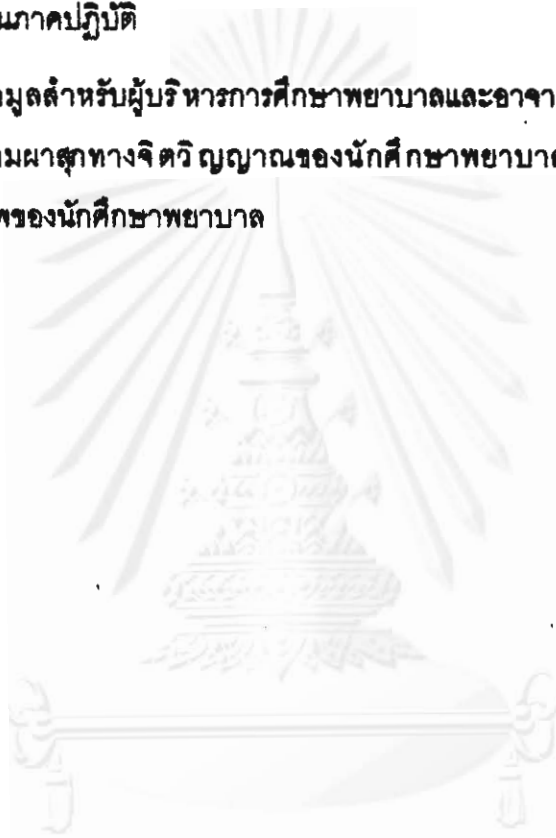 นภาคปฏิบัติ
อมูลสำหรับผู้บริหารการศึกษาพยาบาลและอาจา
ามผาสุกทางจิตวิญญาณของนักศึกษาพยาบาล
พของนักศึกษาพยาบาล